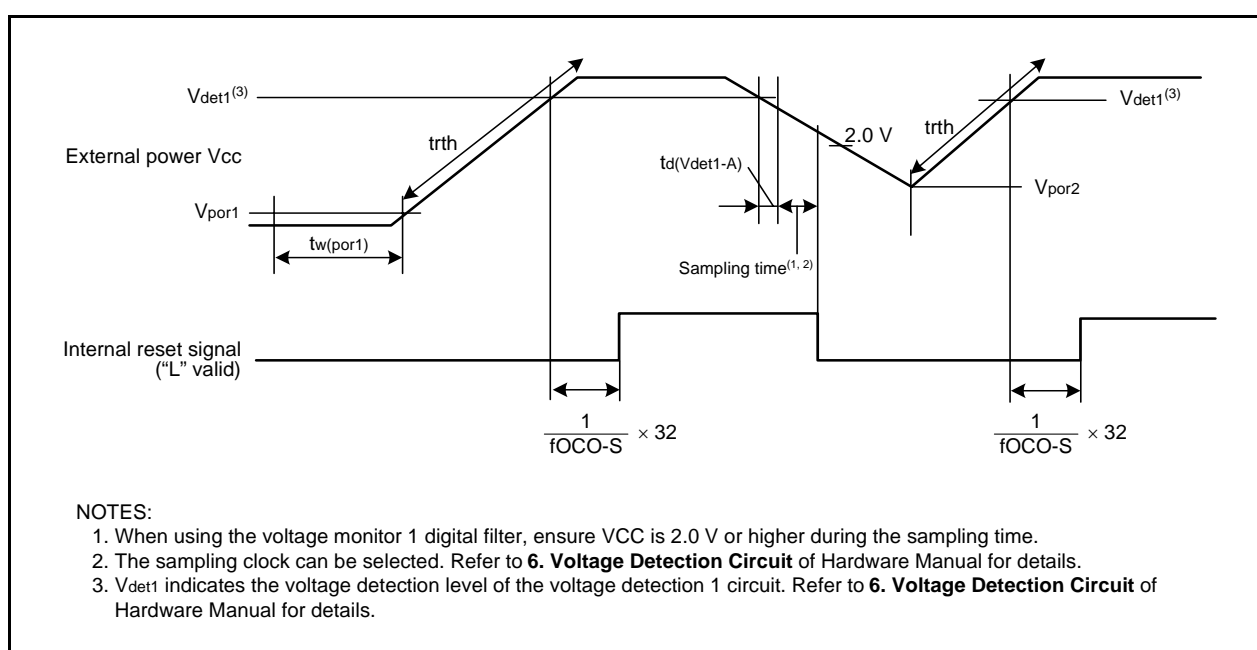 Vdet1(3)
Vdet1(3)
trth
trth
2.0 V
External power Vcc
td(Vdet1-A)
Vpor1
Vpor2
tw(por1)
Sampling time(1, 2)
Internal reset signal
(“L” valid)
1
fOCO-S
× 32
1
fOCO-S
× 32
NOTES:
1. When using the voltage monitor 1 digital filter, ensure VCC is 2.0 V or higher during the sampling time.
2. The sampling clock can be selected. Refer to 6. Voltage Detection Circuit of Hardware Manual for details.
3. Vdet1 indicates the voltage detection level of the voltage detection 1 circuit. Refer to 6. Voltage Detection Circuit of
Hardware Manual for details.